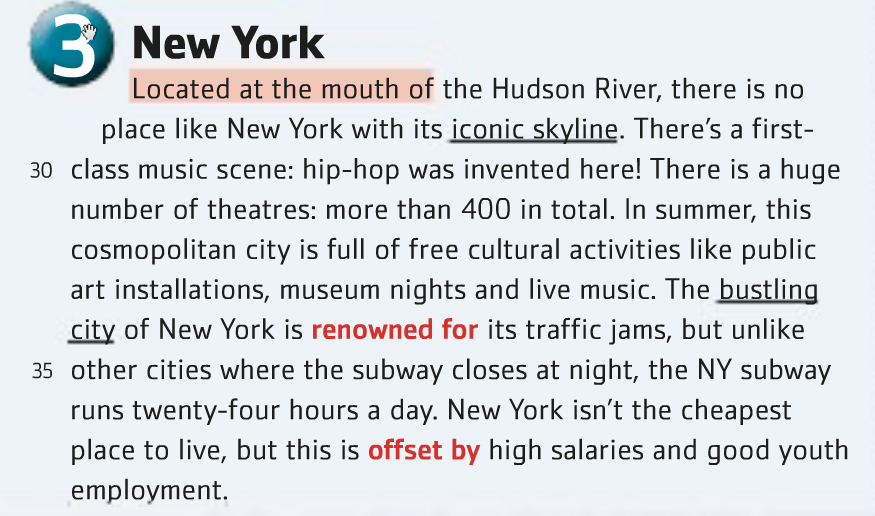 3 New York
Located at the mouth of the Hudson River, there is no
place like New York with its iconic skyline. There's a first-
30 class music scene: hip-hop was invented here! There is a huge
number of theatres: more than 400 in total. In summer, this
cosmopolitan city is full of free cultural activities like public
art installations, museum nights and live music. The bustling
city of New York is renowned for its traffic jams, but unlike
35 other cities where the subway closes at night, the NY subway
runs twenty-four hours a day. New York isn't the cheapest
place to live, but this is offset by high salaries and good youth
employment.